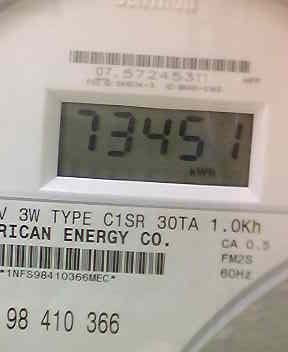 07.57245311
73451
kWh
V 3W TYPE C1SR 30TA 1.0Kh
RICAN ENERGY CO.
CA 0.5
FM2S
60Hz
*1NFS98410366MEC*
98 410 366